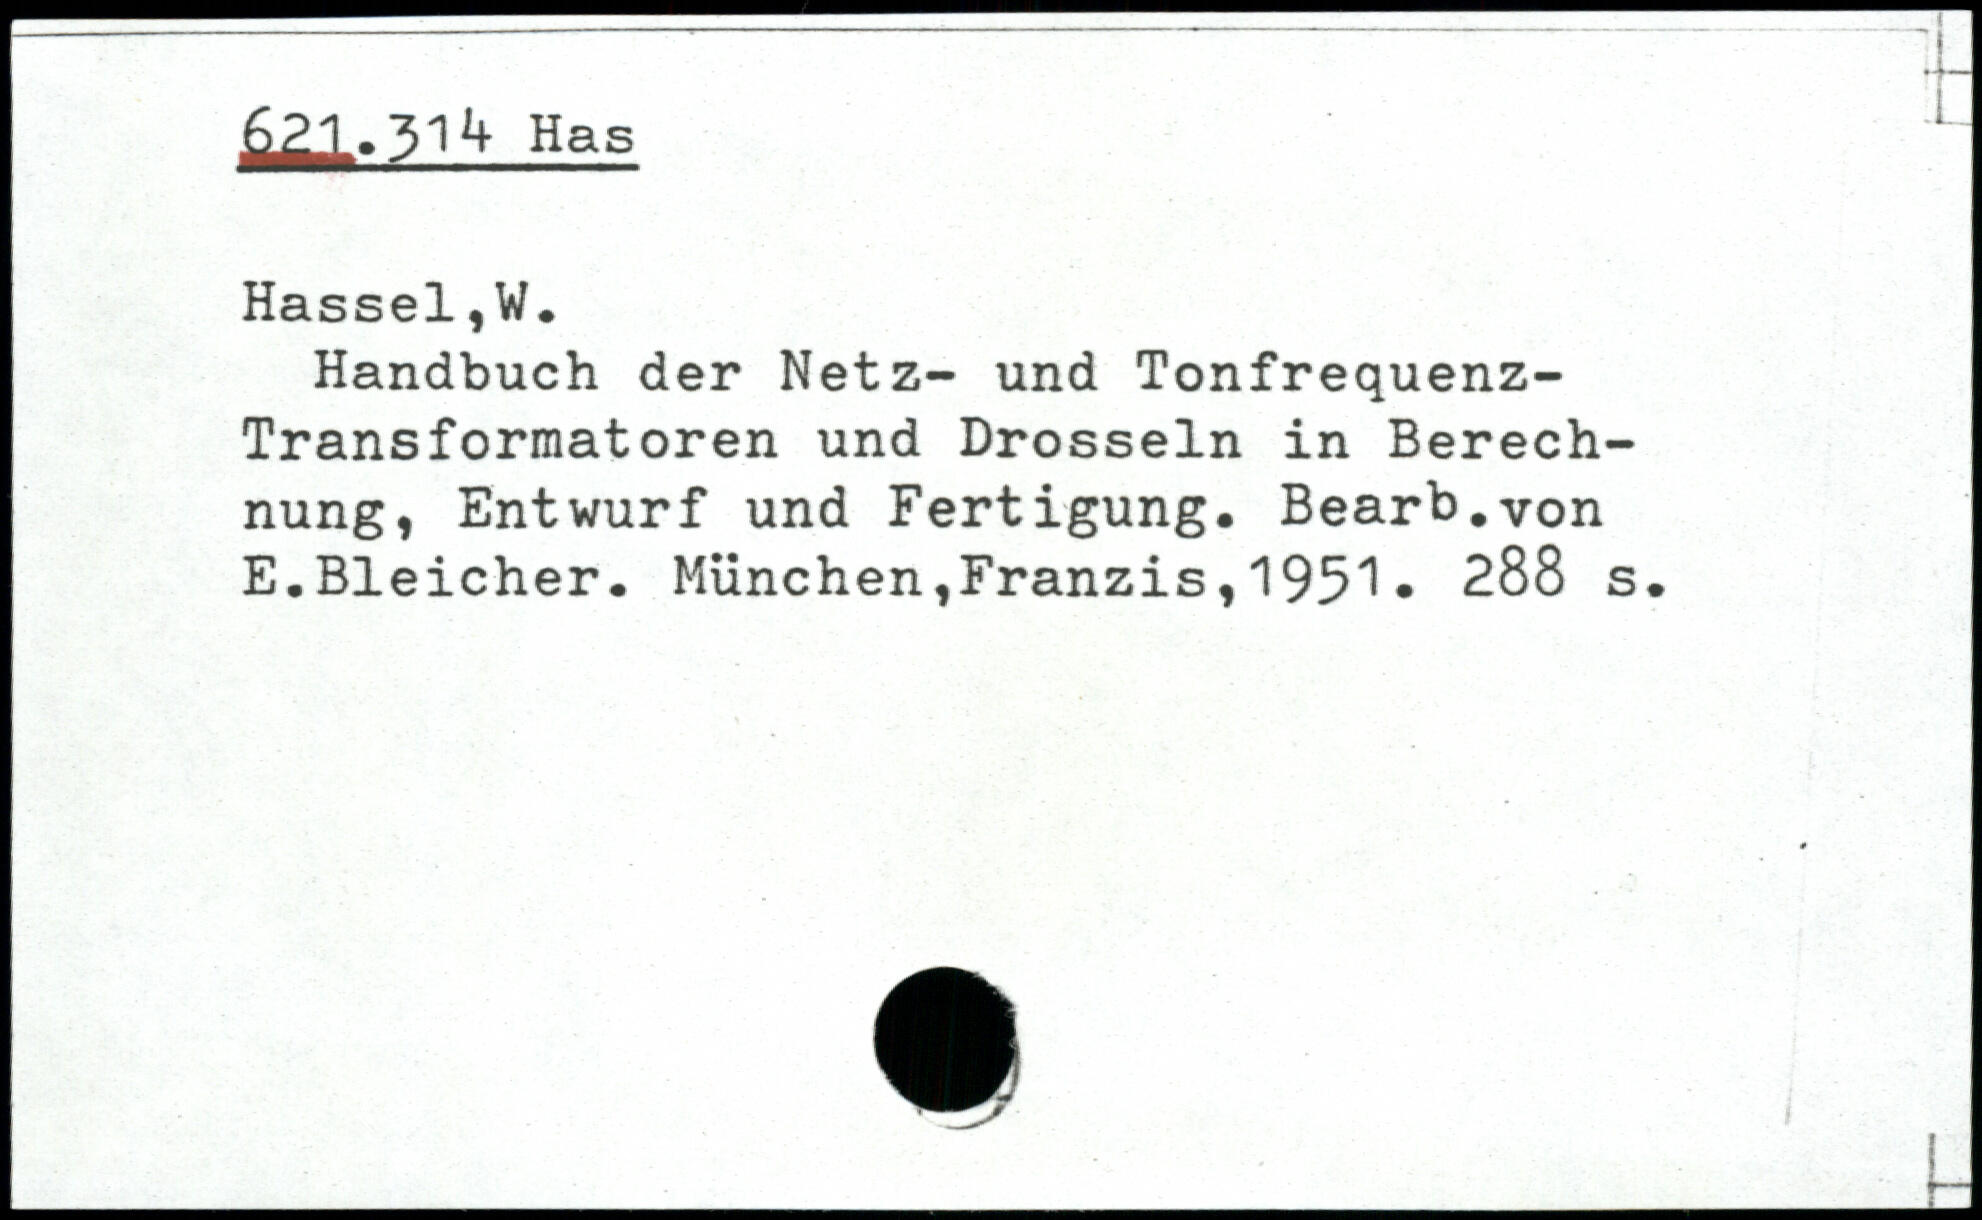 621.314 Has
Hassel,W.
Handbuch der Netz- und Tonfrequenz-
Transformatoren und Drosseln in Berech-
nung, Entwurf und Fertigung. Bearb.von
E.Bleicher. München,Franzis,1951. 288 s.